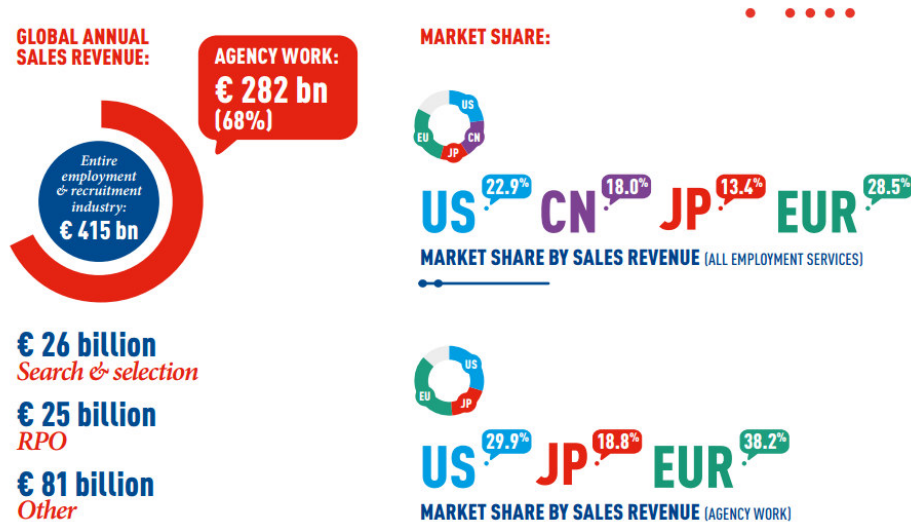 GLOBAL ANNUAL
SALES REVENUE:
AGENCY WORK:
€ 282 bn
(68%)
Entire
employment
& recruitment
industry:
€ 415 bn
€ 26 billion
Search & selection
€ 25 billion
RPO
€ 81 billion
Other
MARKET SHARE:
US
CN
JP
EU
US 22.9% CN 18.0% JP 13.4% EUR 28.5%
MARKET SHARE BY SALES REVENUE (ALL EMPLOYMENT SERVICES)
US
JP
EU
US 29.9% JP 18.8% EUR 38.2%
MARKET SHARE BY SALES REVENUE (AGENCY WORK)